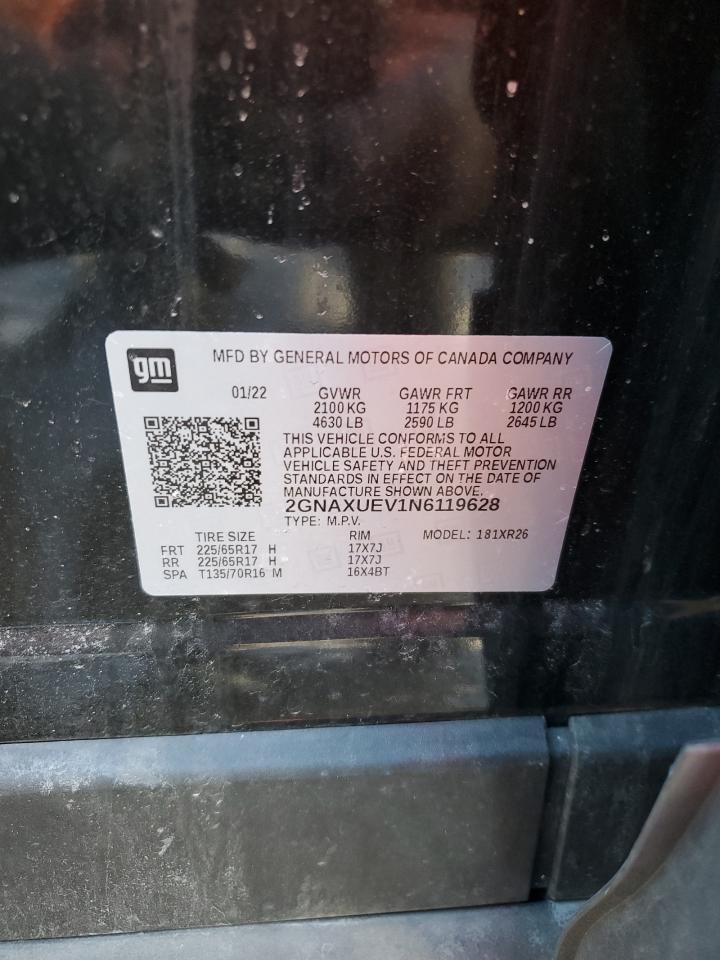 gm
MFD BY GENERAL MOTORS OF CANADA COMPANY
01/22 GVWR GAWR FRT GAWR RR
2100 KG 1175 KG 1200 KG
4630 LB 2590 LB 2645 LB
THIS VEHICLE CONFORMS TO ALL
APPLICABLE U.S. FEDERAL MOTOR
VEHICLE SAFETY AND THEFT PREVENTION
STANDARDS IN EFFECT ON THE DATE OF
MANUFACTURE SHOWN ABOVE.
2GNAXUEV1N6119628
TYPE: M.P.V.
TIRE SIZE RIM MODEL: 181XR26
FRT 225/65R17 H 17X7J
RR 225/65R17 H 17X7J
SPA T135/70R16 M 16X4BT